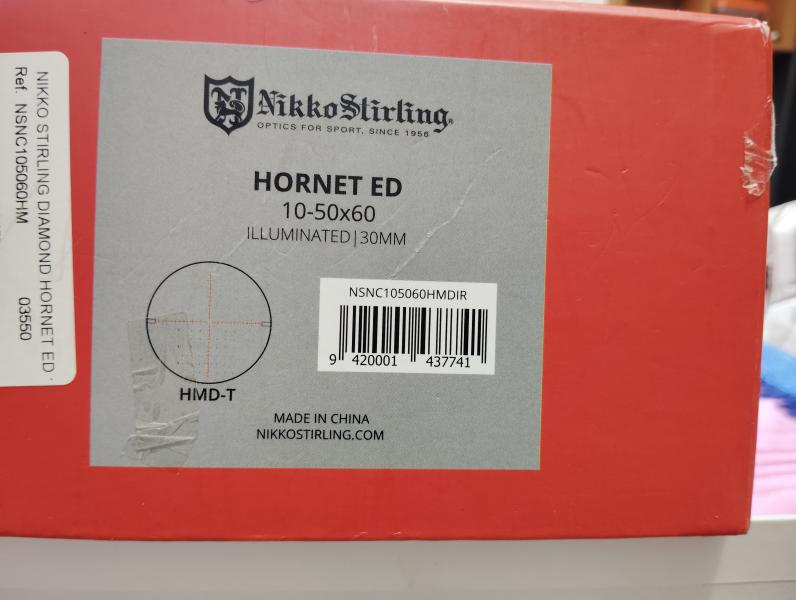 NIKKO STIRLING DIAMOND HORNET ED
Ref. NSNC105060HM
03550
NS
NikkoStirling®
OPTICS FOR SPORT, SINCE 1956
HORNET ED
10-50x60
ILLUMINATED|30MM
NSNC105060HMDIR
9 420001 437741
HMD-T
MADE IN CHINA
NIKKOSTIRLING.COM